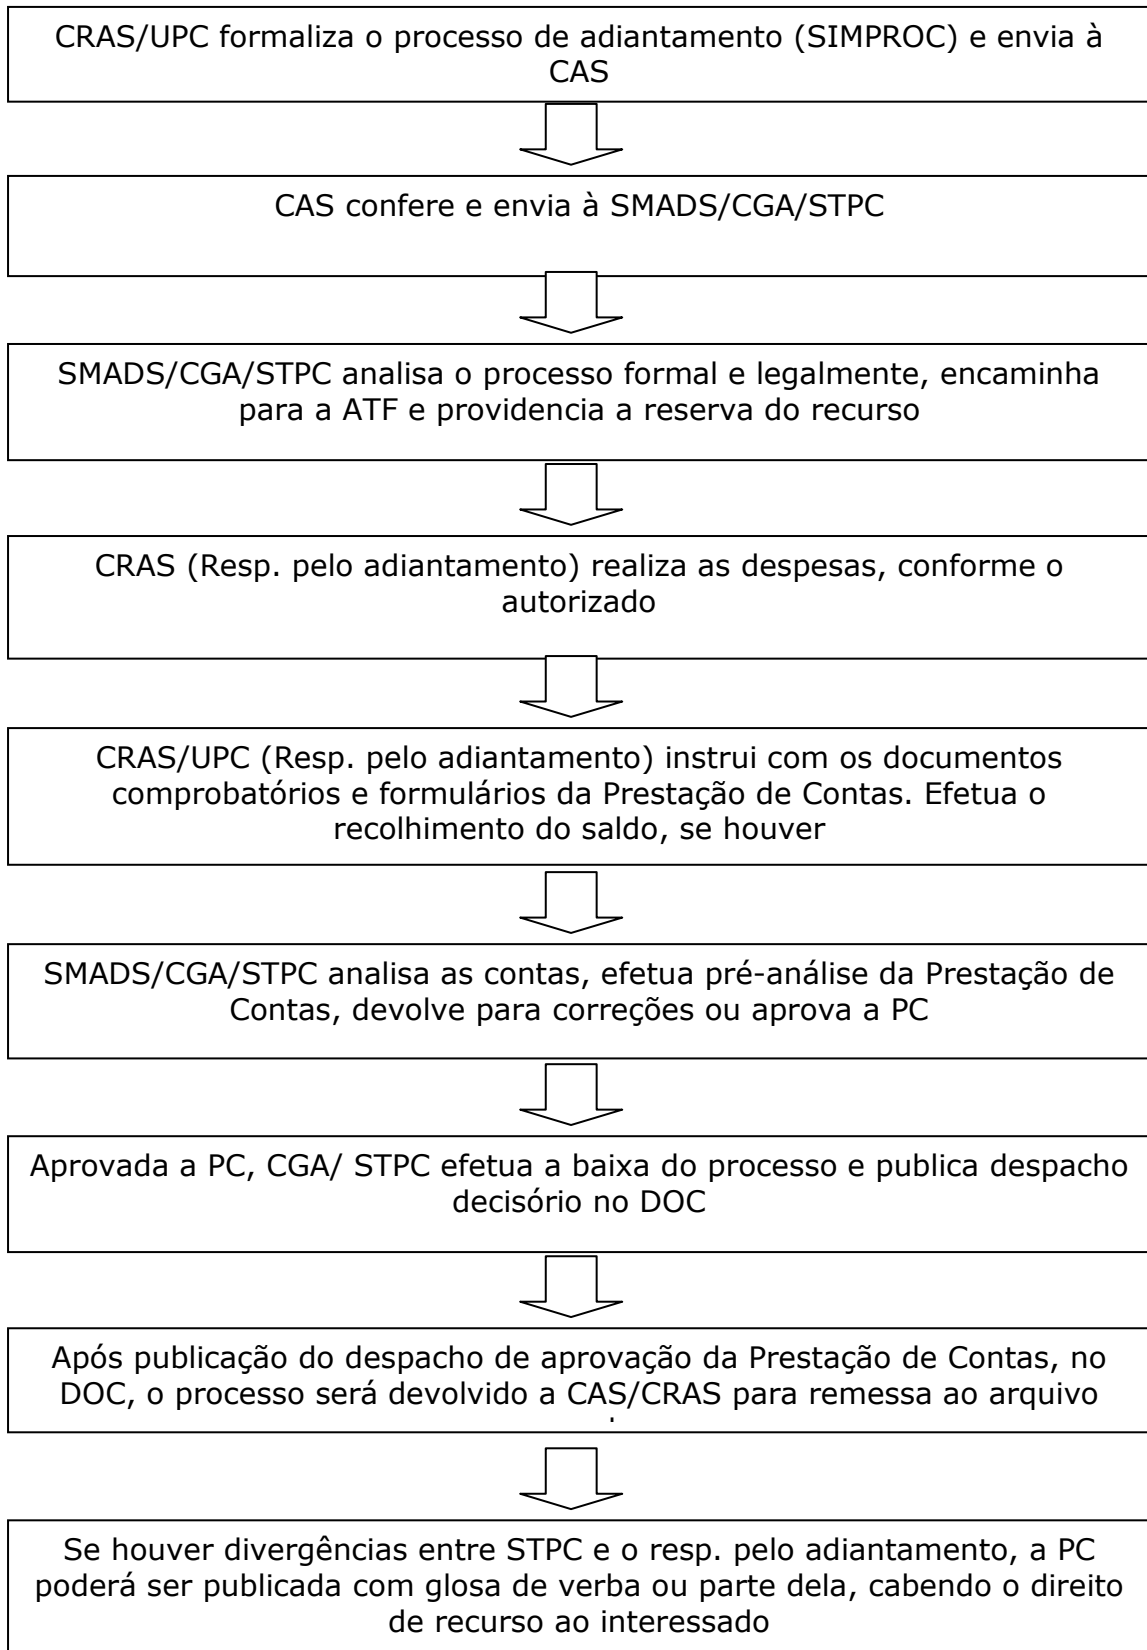 CRAS/UPC formaliza o processo de adiantamento (SIMPROC) e envia à
CAS
CAS confere e envia à SMADS/CGA/STPC
SMADS/CGA/STPC analisa o processo formal e legalmente, encaminha
para a ATF e providencia a reserva do recurso
CRAS (Resp. pelo adiantamento) realiza as despesas, conforme o
autorizado
CRAS/UPC (Resp. pelo adiantamento) instrui com os documentos
comprobatórios e formulários da Prestação de Contas. Efetua o
recolhimento do saldo, se houver
SMADS/CGA/STPC analisa as contas, efetua pré-análise da Prestação de
Contas, devolve para correções ou aprova a PC
Aprovada a PC, CGA/ STPC efetua a baixa do processo e publica despacho
decisório no DOC
Após publicação do despacho de aprovação da Prestação de Contas, no
DOC, o processo será devolvido a CAS/CRAS para remessa ao arquivo
Se houver divergências entre STPC e o resp. pelo adiantamento, a PC
poderá ser publicada com glosa de verba ou parte dela, cabendo o direito
de recurso ao interessado